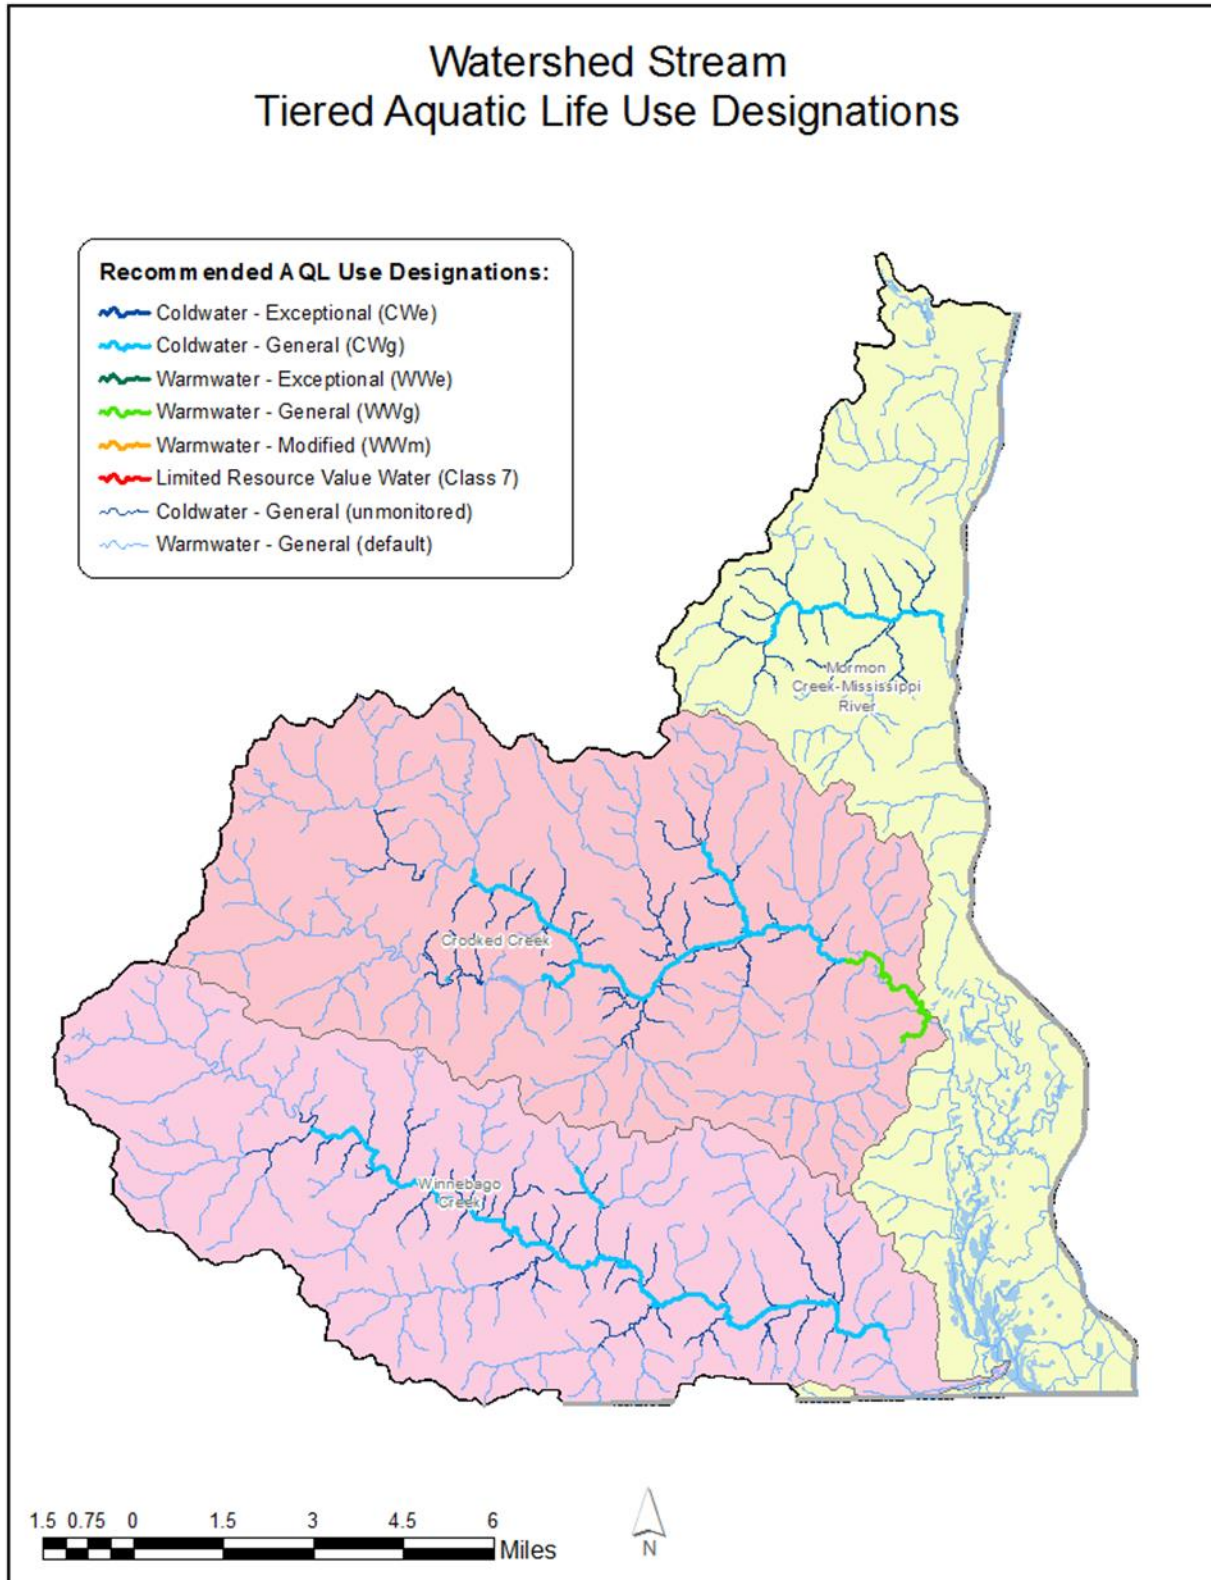 Watershed Stream
Tiered Aquatic Life Use Designations
Recommended AQL Use Designations:
Coldwater - Exceptional (CWe)
Coldwater - General (CWg)
Warmwater - Exceptional (WWe)
Warmwater - General (WWg)
Warmwater - Modified (WWm)
Limited Resource Value Water (Class 7)
Coldwater - General (unmonitored)
Warmwater - General (default)
Mormon
Creek-Mississippi
River
Crooked Creek
Winnebago
Creek
1.5 0.75 0 1.5 3 4.5 6
Miles
N